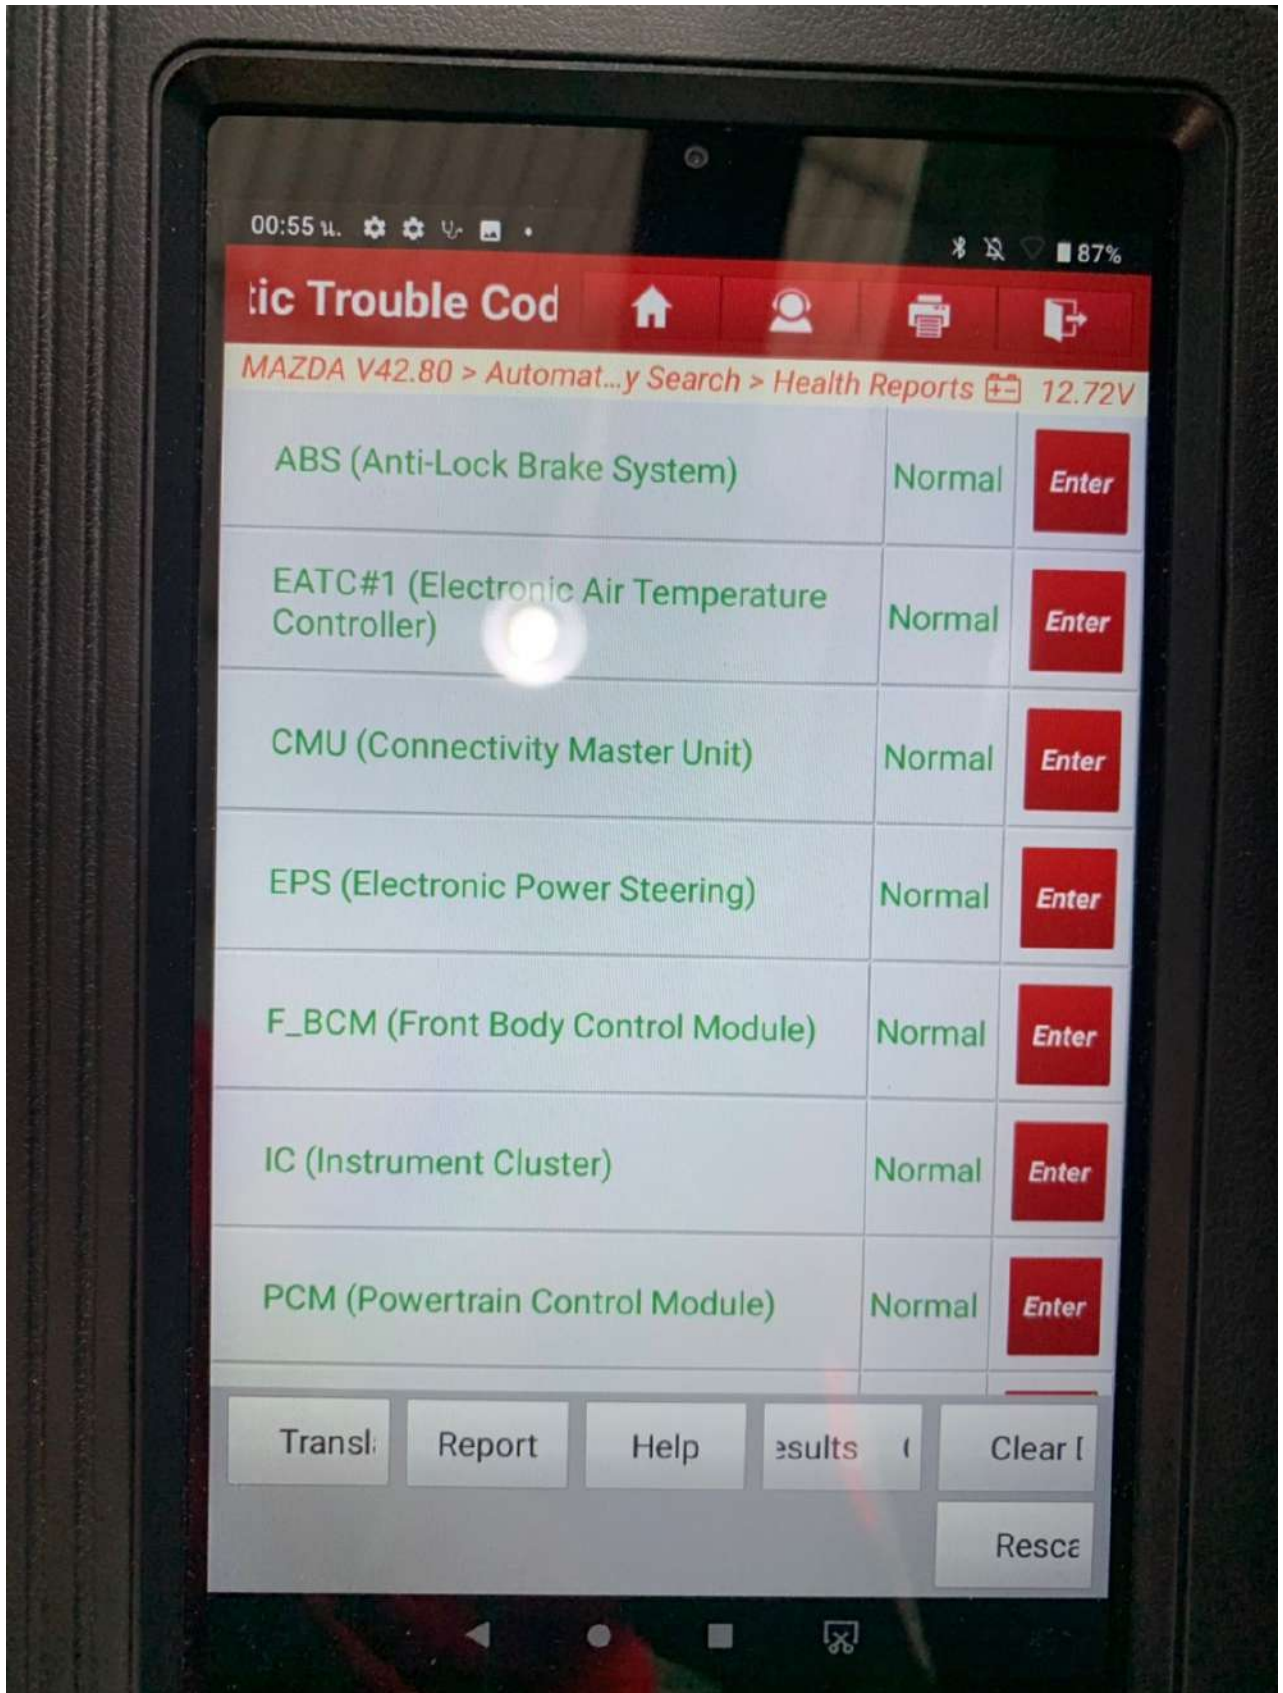 00:55 น.
87%
tic Trouble Cod
MAZDA V42.80 > Automat...y Search > Health Reports 12.72V
ABS (Anti-Lock Brake System) Normal Enter
EATC#1 (Electronic Air Temperature
Controller) Normal Enter
CMU (Connectivity Master Unit) Normal Enter
EPS (Electronic Power Steering) Normal Enter
F_BCM (Front Body Control Module) Normal Enter
IC (Instrument Cluster) Normal Enter
PCM (Powertrain Control Module) Normal Enter
Transl Report Help esults Clear
Resca